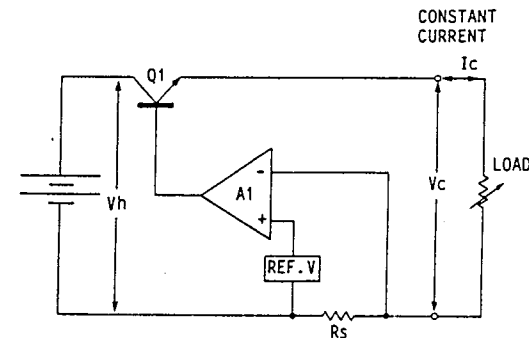 CONSTANT
CURRENT
Ic
Q1
LOAD
A1
-
+
Vh
Vc
REF.V
Rs